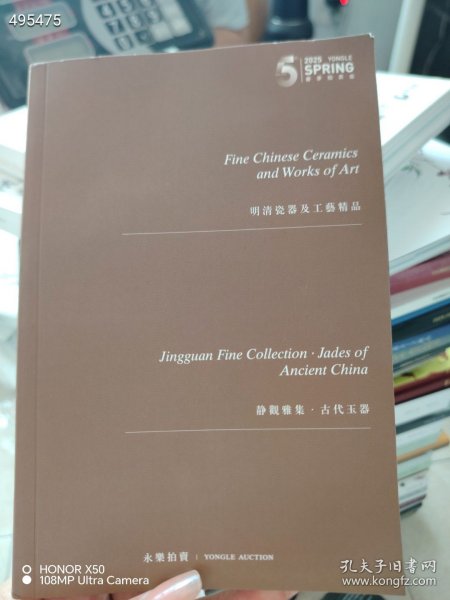 495475
5 2025 YONGLE
SPRING
Fine Chinese Ceramics
and Works of Art
明清瓷器及工藝精品
Jingguan Fine Collection · Jades of
Ancient China
静觀雅集 · 古代玉器
永樂拍賣 | YONGLE AUCTION
HONOR X50
108MP Ultra Camera
孔夫子旧书网
www.kongfz.com